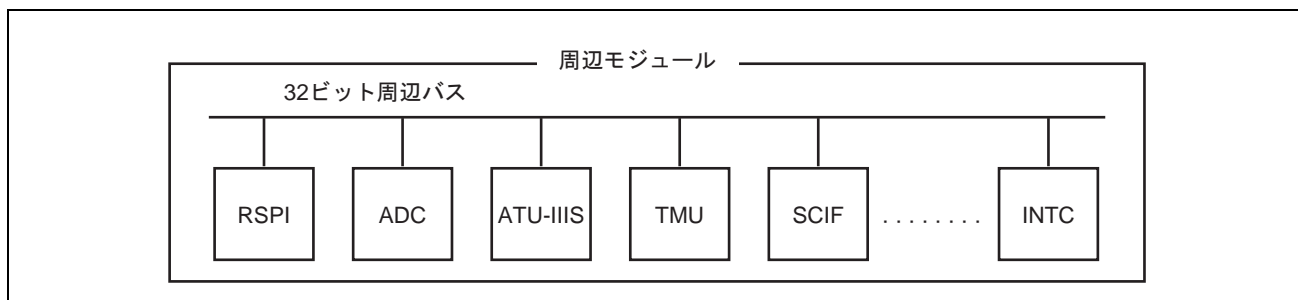 周辺モジュール
32ビット周辺バス
RSPI ADC ATU-IIIS TMU SCIF ........ INTC